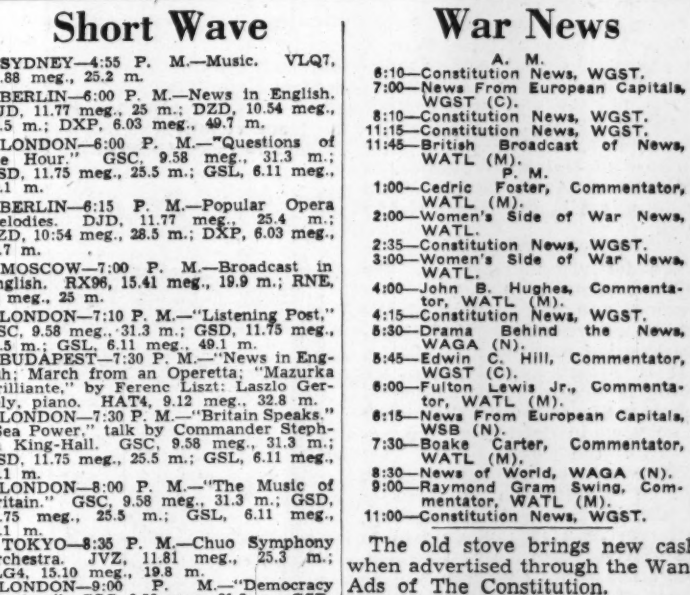 Short Wave
SYDNEY—4:55 P. M.—Music. VLQ7,
.88 meg., 25.2 m.
BERLIN—6:00 P. M.—News in English.
JD, 11.77 meg., 25 m.; DZD, 10.54 meg.,
.5 m.; DXP, 6.03 meg., 49.7 m.
LONDON—6:00 P. M.—"Questions of
e Hour." GSC, 9.58 meg., 31.3 m.;
SD, 11.75 meg., 25.5 m.; GSL, 6.11 meg.,
.1 m.
BERLIN—6:15 P. M.—Popular Opera
elodies. DJD, 11.77 meg., 25.4 m.;
ZD, 10:54 meg., 28.5 m.; DXP, 6.03 meg.,
.7 m.
MOSCOW—7:00 P. M.—Broadcast in
nglish. RX96, 15.41 meg., 19.9 m.; RNE,
meg., 25 m.
LONDON—7:10 P. M.—"Listening Post,"
SC, 9.58 meg., 31.3 m.; GSD, 11.75 meg.,
.5 m.; GSL, 6.11 meg., 49.1 m.
BUDAPEST—7:30 P. M.—"News in Eng-
sh; March from an Operetta; "Mazurka
rilliante," by Ferenc Liszt: Laszlo Ger-
ly, piano. HAT4, 9.12 meg., 32.8 m.
LONDON—7:30 P. M.—"Britain Speaks."
Sea Power," talk by Commander Steph-
King-Hall. GSC, 9.58 meg., 31.3 m.;
SD, 11.75 meg., 25.5 m.; GSL, 6.11 meg.,
.1 m.
LONDON—8:00 P. M.—"The Music of
ritain." GSC, 9.58 meg., 31.3 m.; GSD,
.75 meg., 25.5 m.; GSL, 6.11 meg.,
.1 m.
TOKYO—8:35 P. M.—Chuo Symphony
rchestra. JVZ, 11.81 meg., 25.3 m.;
LG4, 15.10 meg., 19.8 m.
LONDON—9:00 P. M.—"Democracy
War News
A. M.
6:10—Constitution News, WGST.
7:00—News From European Capitals,
WGST (C).
8:10—Constitution News, WGST.
11:15—Constitution News, WGST.
11:45—British Broadcast of News,
WATL (M).
P. M.
1:00—Cedric Foster, Commentator,
WATL (M).
2:00—Women's Side of War News,
WATL.
2:35—Constitution News, WGST.
3:00—Women's Side of War News,
WATL.
4:00—John B. Hughes, Commenta-
tor, WATL (M).
4:15—Constitution News, WGST.
5:30—Drama Behind the News,
WAGA (N).
5:45—Edwin C. Hill, Commentator,
WGST (C).
6:00—Fulton Lewis Jr., Commenta-
tor, WATL (M).
6:15—News From European Capitals,
WSB (N).
7:30—Boake Carter, Commentator,
WATL (M).
8:30—News of World, WAGA (N).
9:00—Raymond Gram Swing, Com-
mentator, WATL (M).
11:00—Constitution News, WGST.
The old stove brings new cash
when advertised through the Wan
Ads of The Constitution.